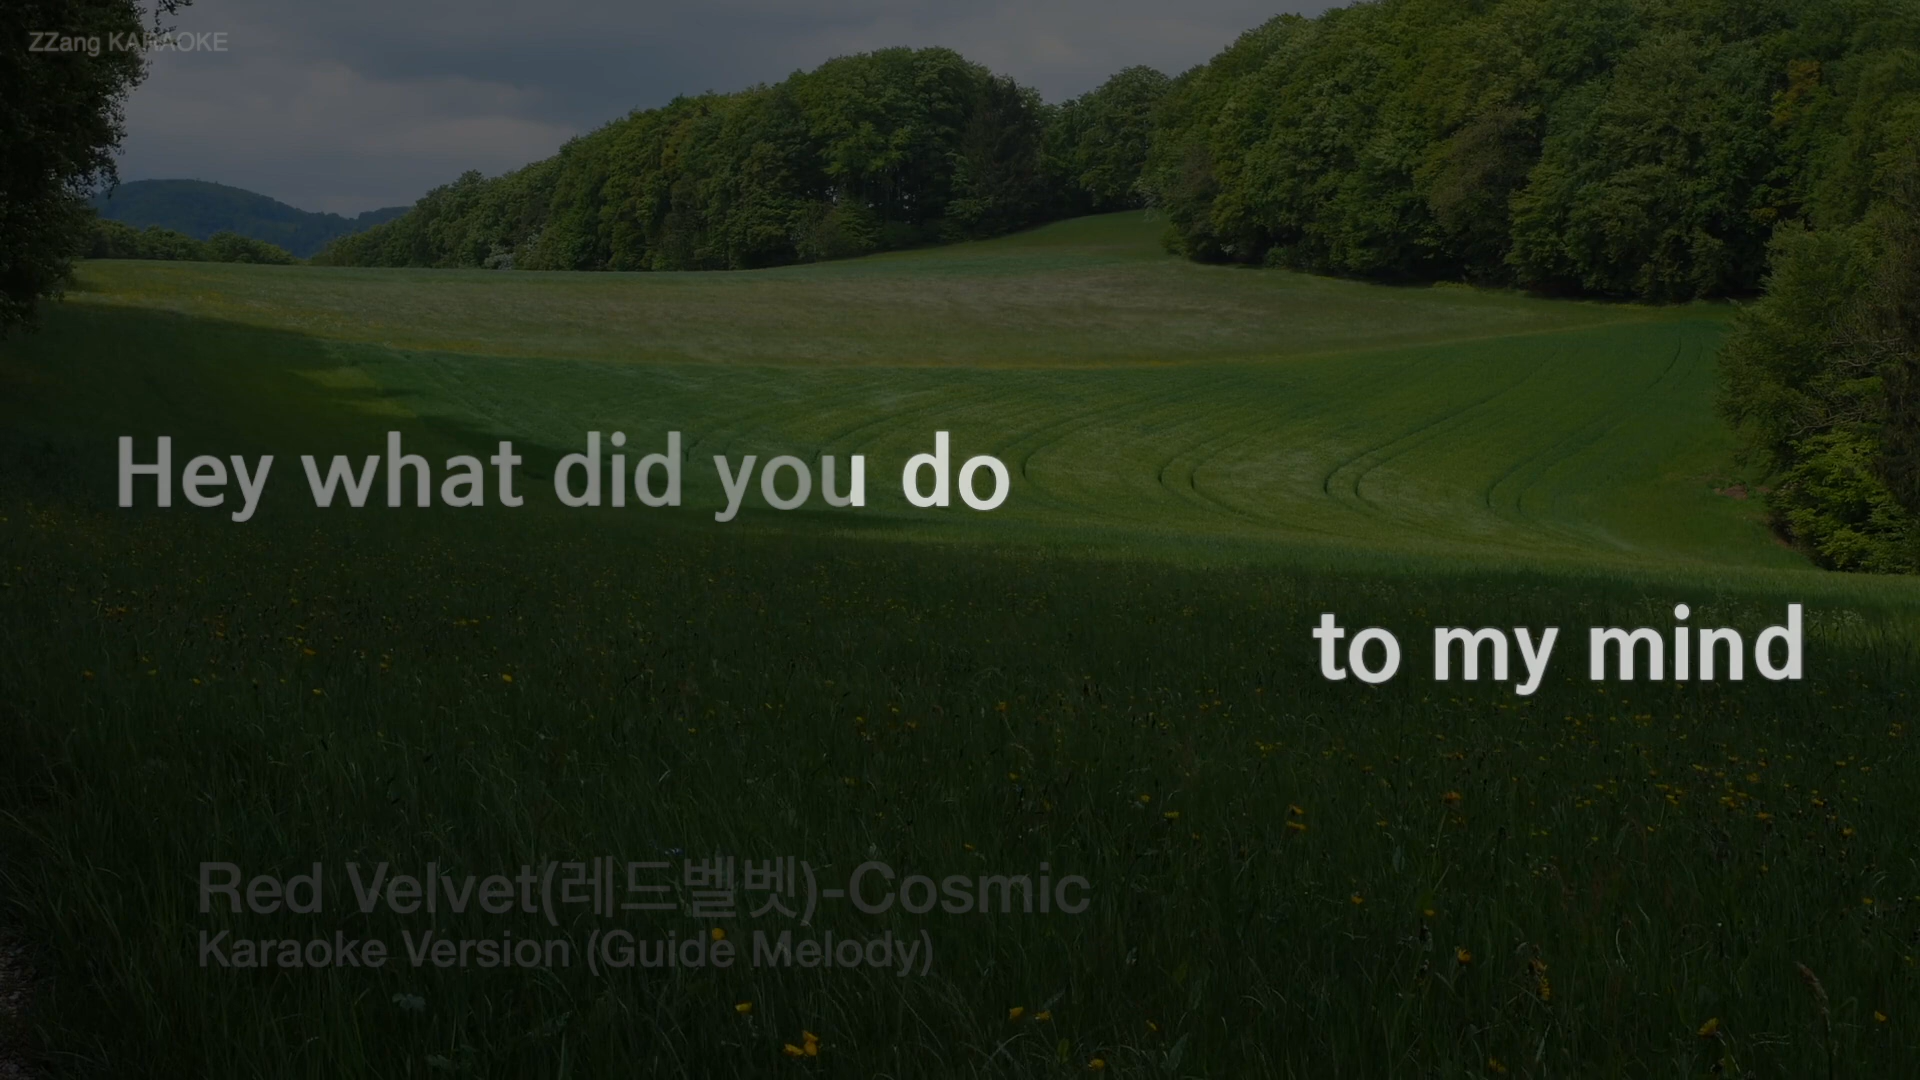 ZZang KARAOKE
Hey what did you do
to my mind
Red Velvet(레드벨벳)-Cosmic
Karaoke Version (Guide Melody)